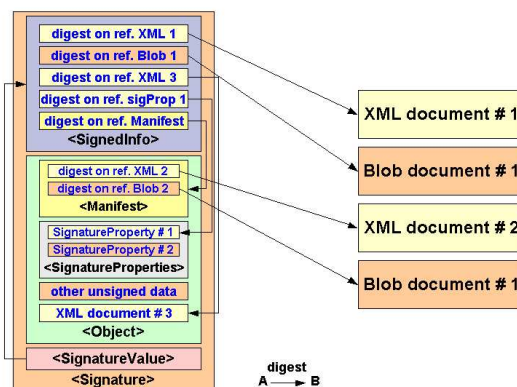 digest on ref. XML 1
digest on ref. Blob 1
digest on ref. XML 3
digest on ref. sigProp 1
digest on ref. Manifest
<SignedInfo>
digest on ref. XML 2
digest on ref. Blob 2
<Manifest>
SignatureProperty # 1
SignatureProperty # 2
<SignatureProperties>
other unsigned data
XML document # 3
<Object>
<SignatureValue>
<Signature>
XML document # 1
Blob document # 1
XML document # 2
Blob document # 1
digest
A B